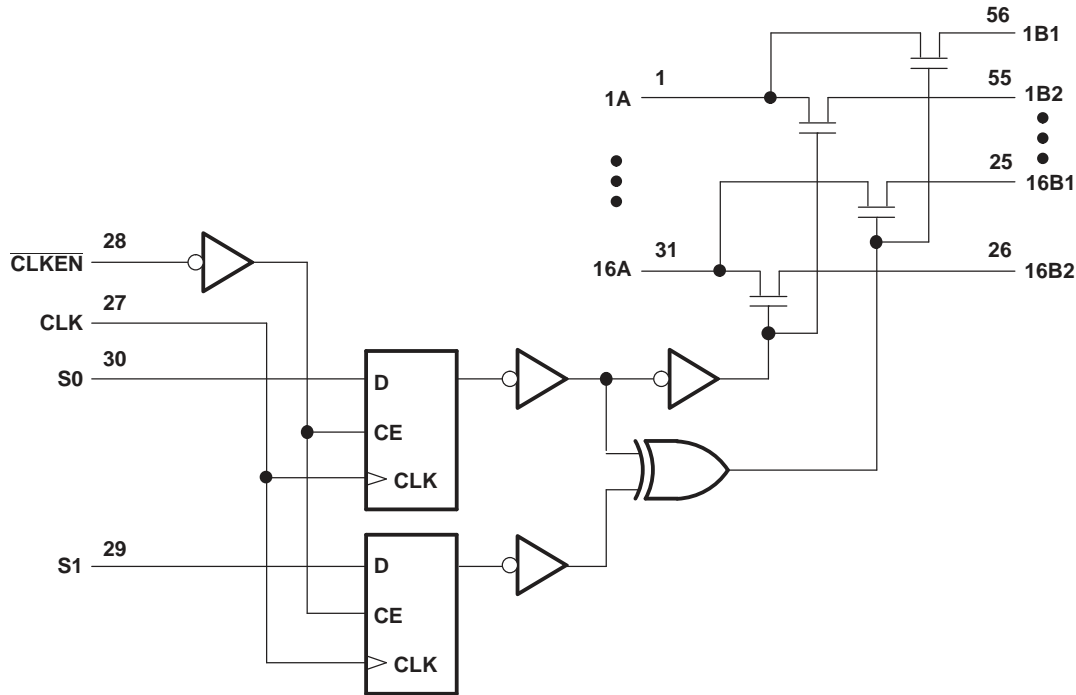 56
1B1
1
1A
55
1B2
25
16B1
31
16A
26
16B2
28
CLKEN
27
CLK
30
S0
D
CE
CLK
29
S1
D
CE
CLK